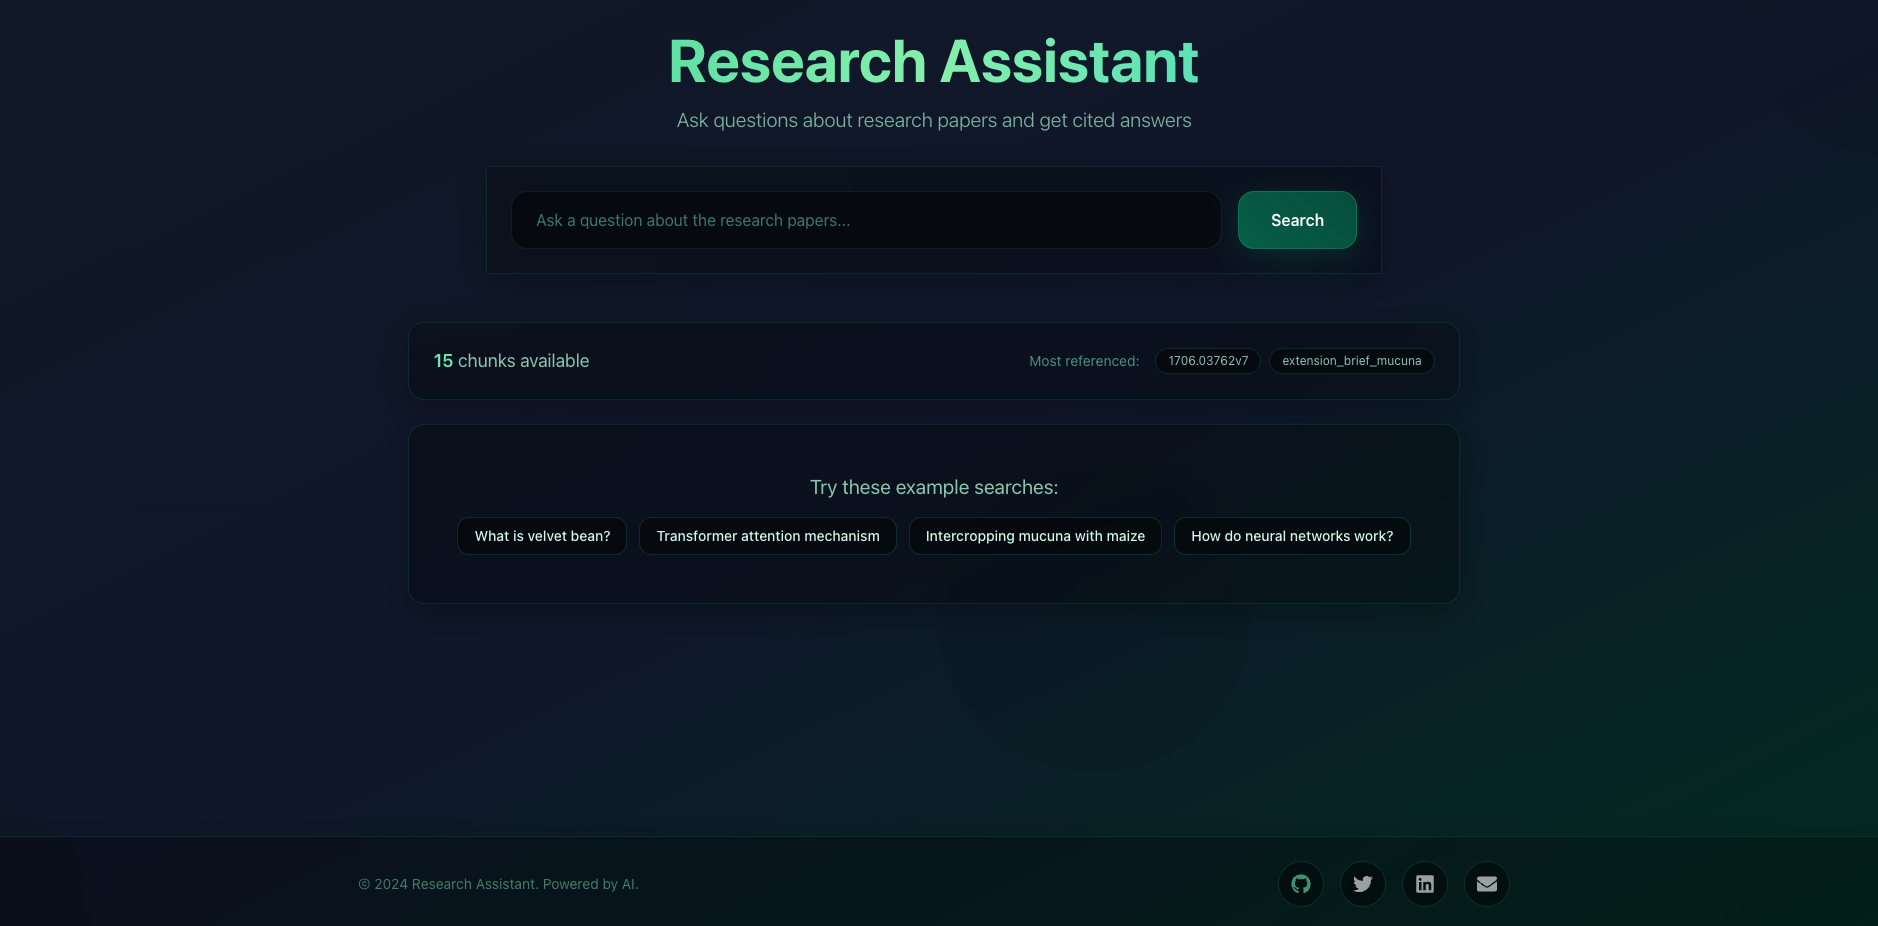 Research Assistant
Ask questions about research papers and get cited answers
Ask a question about the research papers...
Search
15 chunks available
Most referenced:
1706.03762v7
extension_brief_mucuna
Try these example searches:
What is velvet bean?
Transformer attention mechanism
Intercropping mucuna with maize
How do neural networks work?
© 2024 Research Assistant. Powered by AI.
in